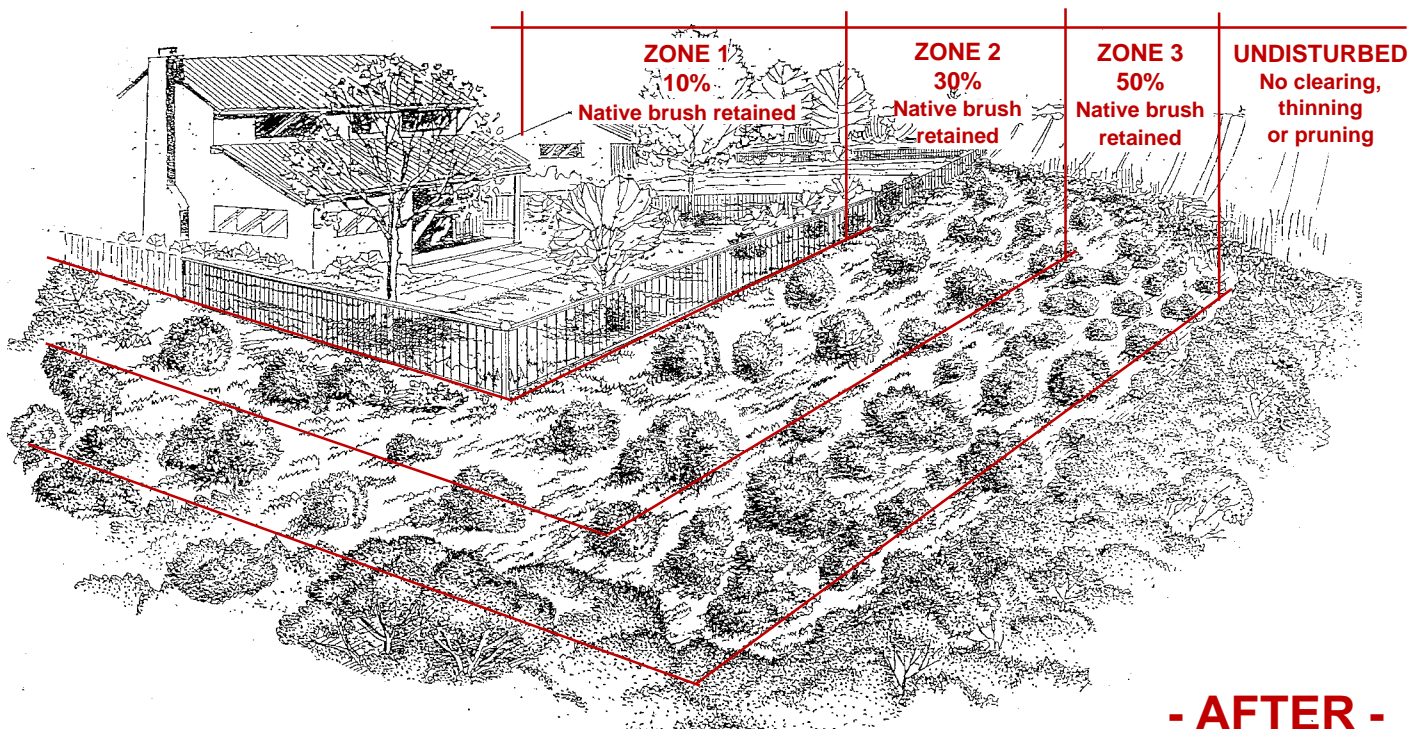 ZONE 1
10%
Native brush retained
ZONE 2
30%
Native brush
retained
ZONE 3
50%
Native brush
retained
UNDISTURBED
No clearing,
thinning
or pruning
- AFTER -